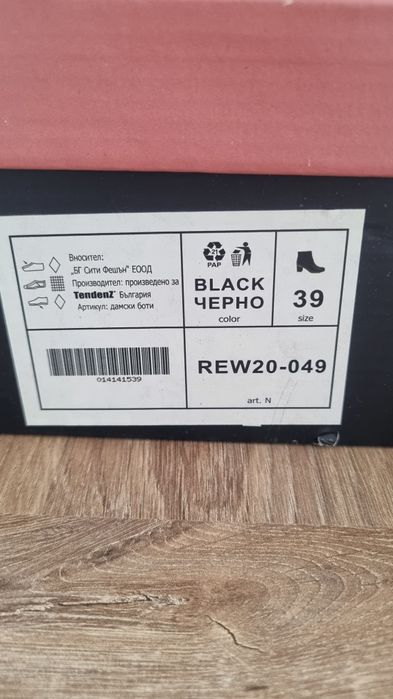 Вносител:
„БГ Сити Фешън" ЕООД
Производител: произведено за
TendenZ® България
Артикул: дамски боти
21
PAP
BLACK
ЧЕРНО
color
39
size
014141539
REW20-049
art. N